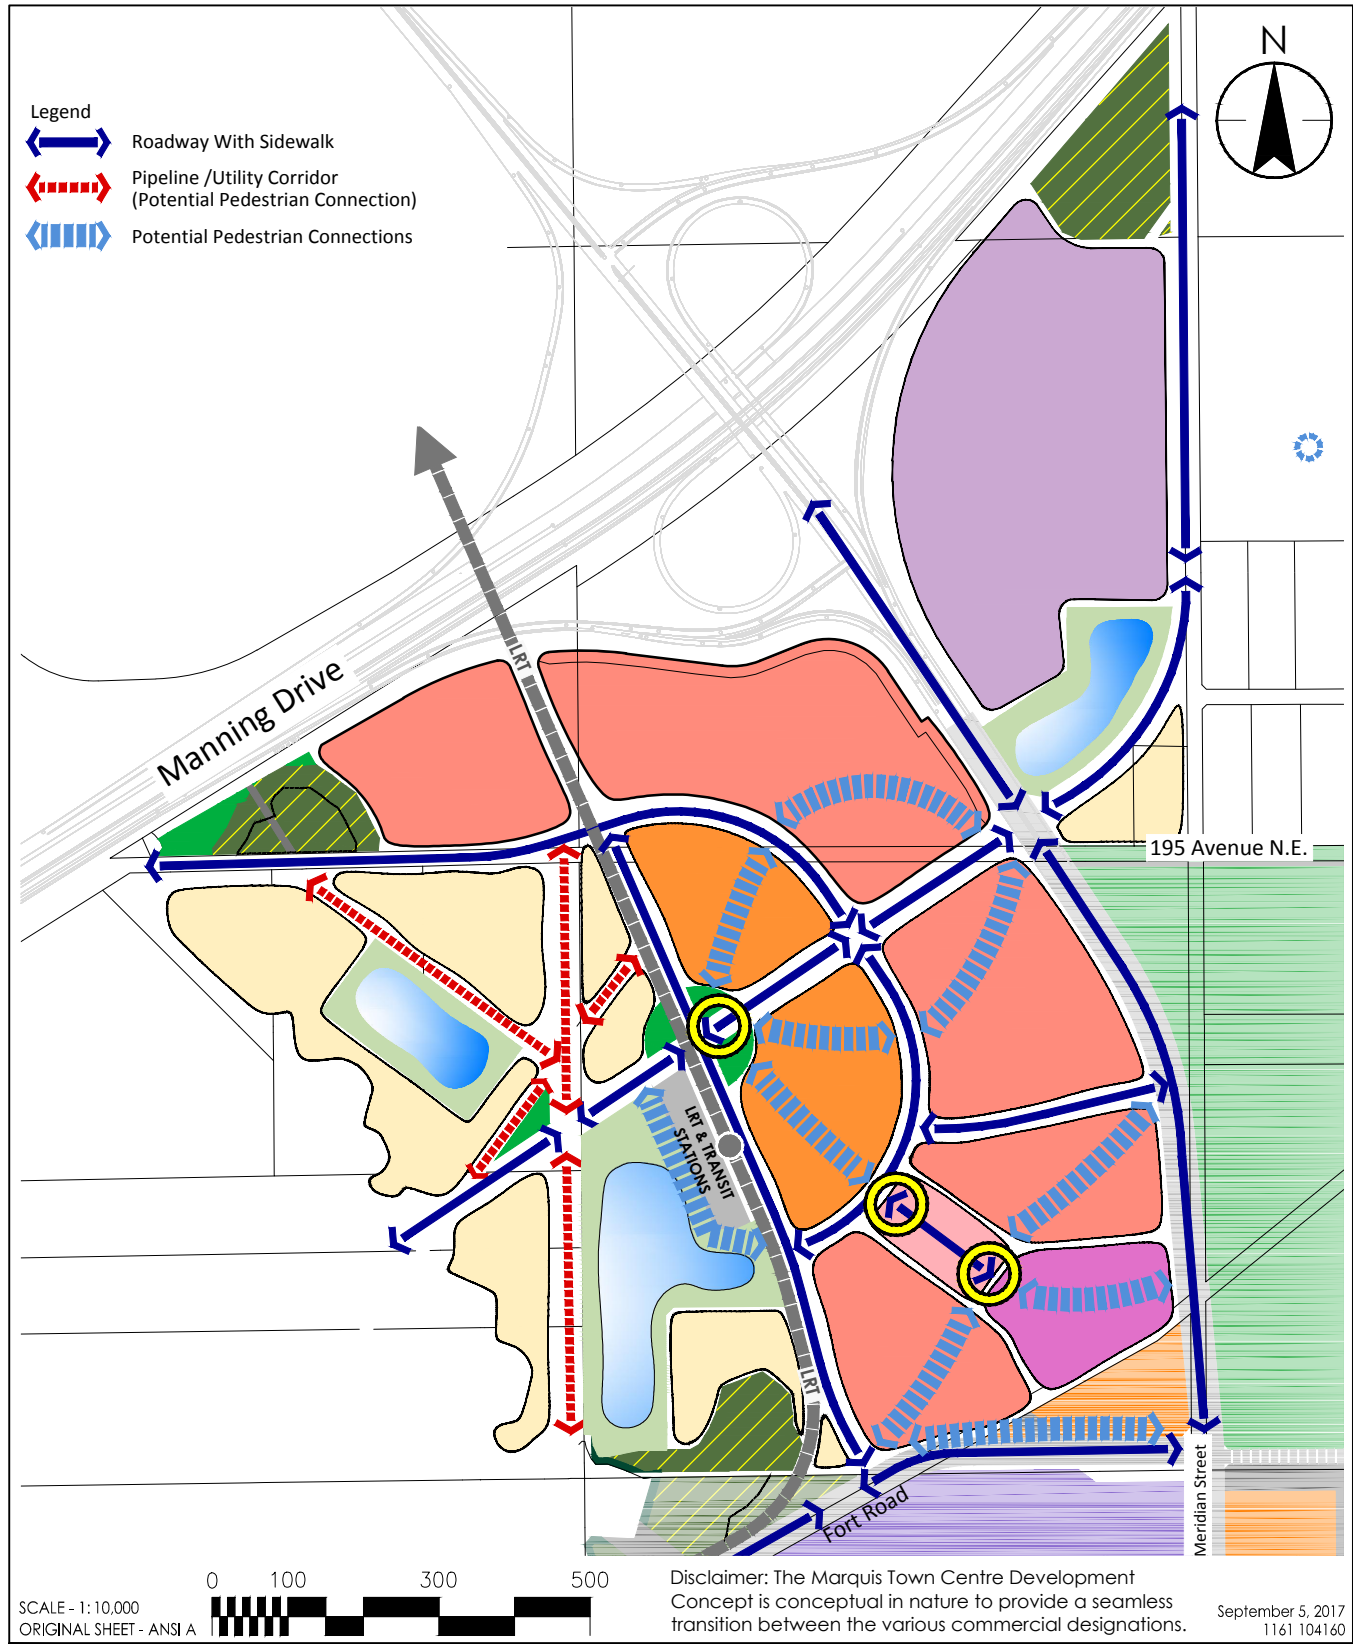 N
Legend
Roadway With Sidewalk
Pipeline /Utility Corridor
(Potential Pedestrian Connection)
Potential Pedestrian Connections
LRT
Manning Drive
195 Avenue N.E.
LRT & TRANSIT
STATIONS
LRT
Meridian Street
Fort Road
0 100 300 500
SCALE - 1: 10,000
ORIGINAL SHEET - ANSI A
Disclaimer: The Marquis Town Centre Development
Concept is conceptual in nature to provide a seamless
transition between the various commercial designations.
September 5, 2017
1161 104160